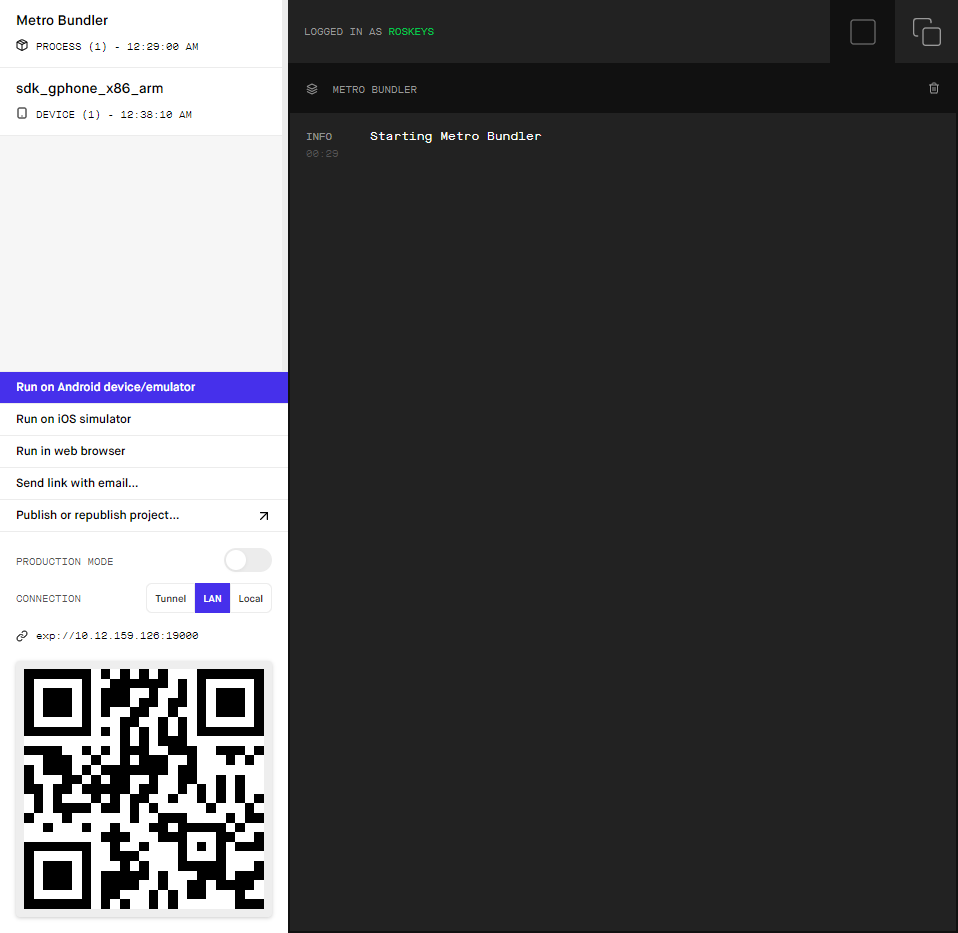 Metro Bundler
PROCESS (1) - 12:29:00 AM
sdk_gphone_x86_arm
DEVICE (1) - 12:38:10 AM
Run on Android device/emulator
Run on iOS simulator
Run in web browser
Send link with email...
Publish or republish project...
PRODUCTION MODE
CONNECTION
Tunnel LAN Local
exp://10.12.159.126:19000
LOGGED IN AS ROSKEYS
METRO BUNDLER
INFO Starting Metro Bundler
00:29